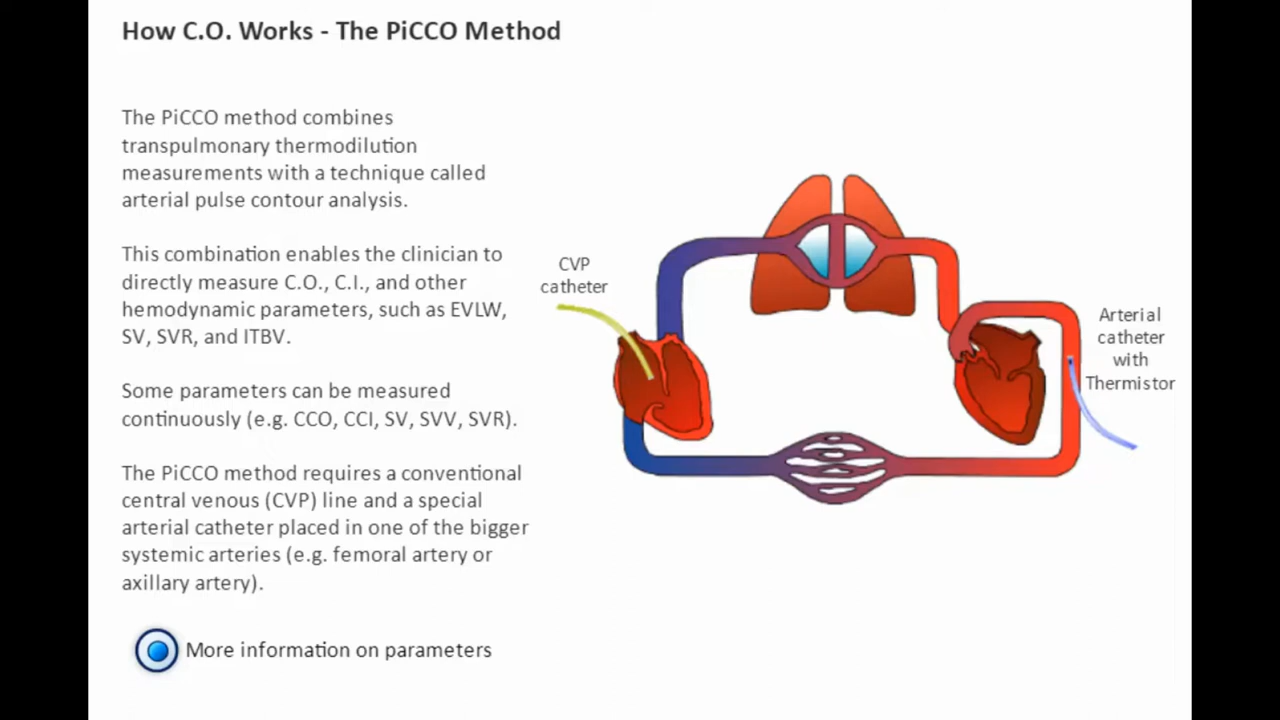 How C.O. Works - The PiCCO Method
The PiCCO method combines
transpulmonary thermodilution
measurements with a technique called
arterial pulse contour analysis.
This combination enables the clinician to
directly measure C.O., C.I., and other
hemodynamic parameters, such as EVLW,
SV, SVR, and ITBV.
Some parameters can be measured
continuously (e.g. CCO, CCI, SV, SVV, SVR).
The PiCCO method requires a conventional
central venous (CVP) line and a special
arterial catheter placed in one of the bigger
systemic arteries (e.g. femoral artery or
axillary artery).
More information on parameters
CVP
catheter
Arterial
catheter
with
Thermistor